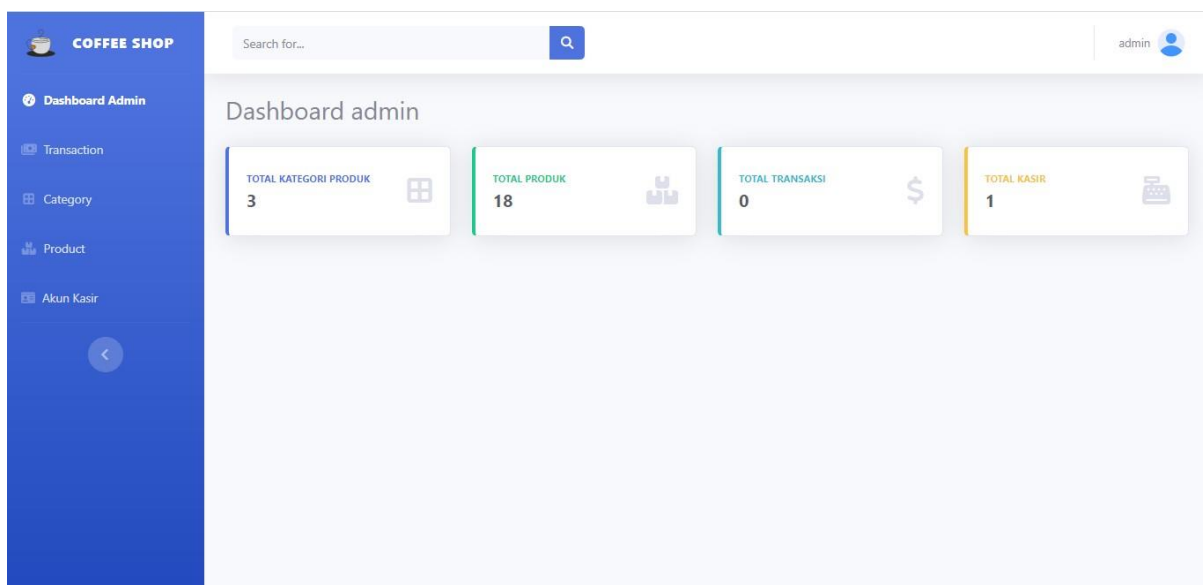 COFFEE SHOP
Search for...
admin
Dashboard Admin
Transaction
Category
Product
Akun Kasir
Dashboard admin
TOTAL KATEGORI PRODUK
3
TOTAL PRODUK
18
TOTAL TRANSAKSI
0
TOTAL KASIR
1